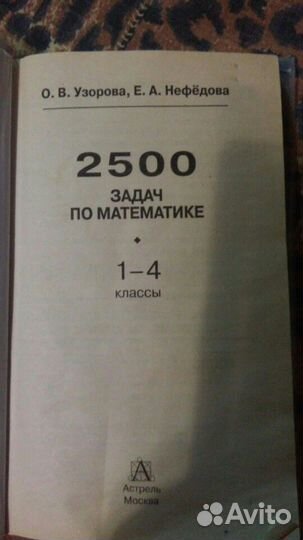 О. В. Узорова, Е. А. Нефёдова
2500
ЗАДАЧ
ПО МАТЕМАТИКЕ
1–4
классы
Астрель
Москва
Avito